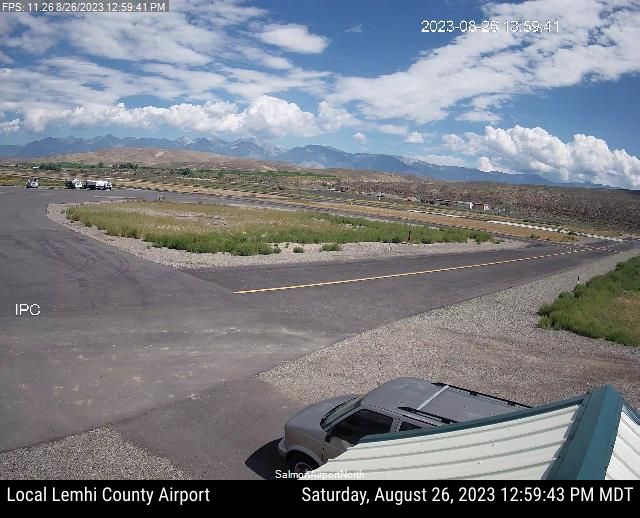 FPS: 11.26 8/26/2023 12:59:41 PM
2023-08-26 13:59:41
IPC
SalmonAirportNorth
Local Lemhi County Airport Saturday, August 26, 2023 12:59:43 PM MDT